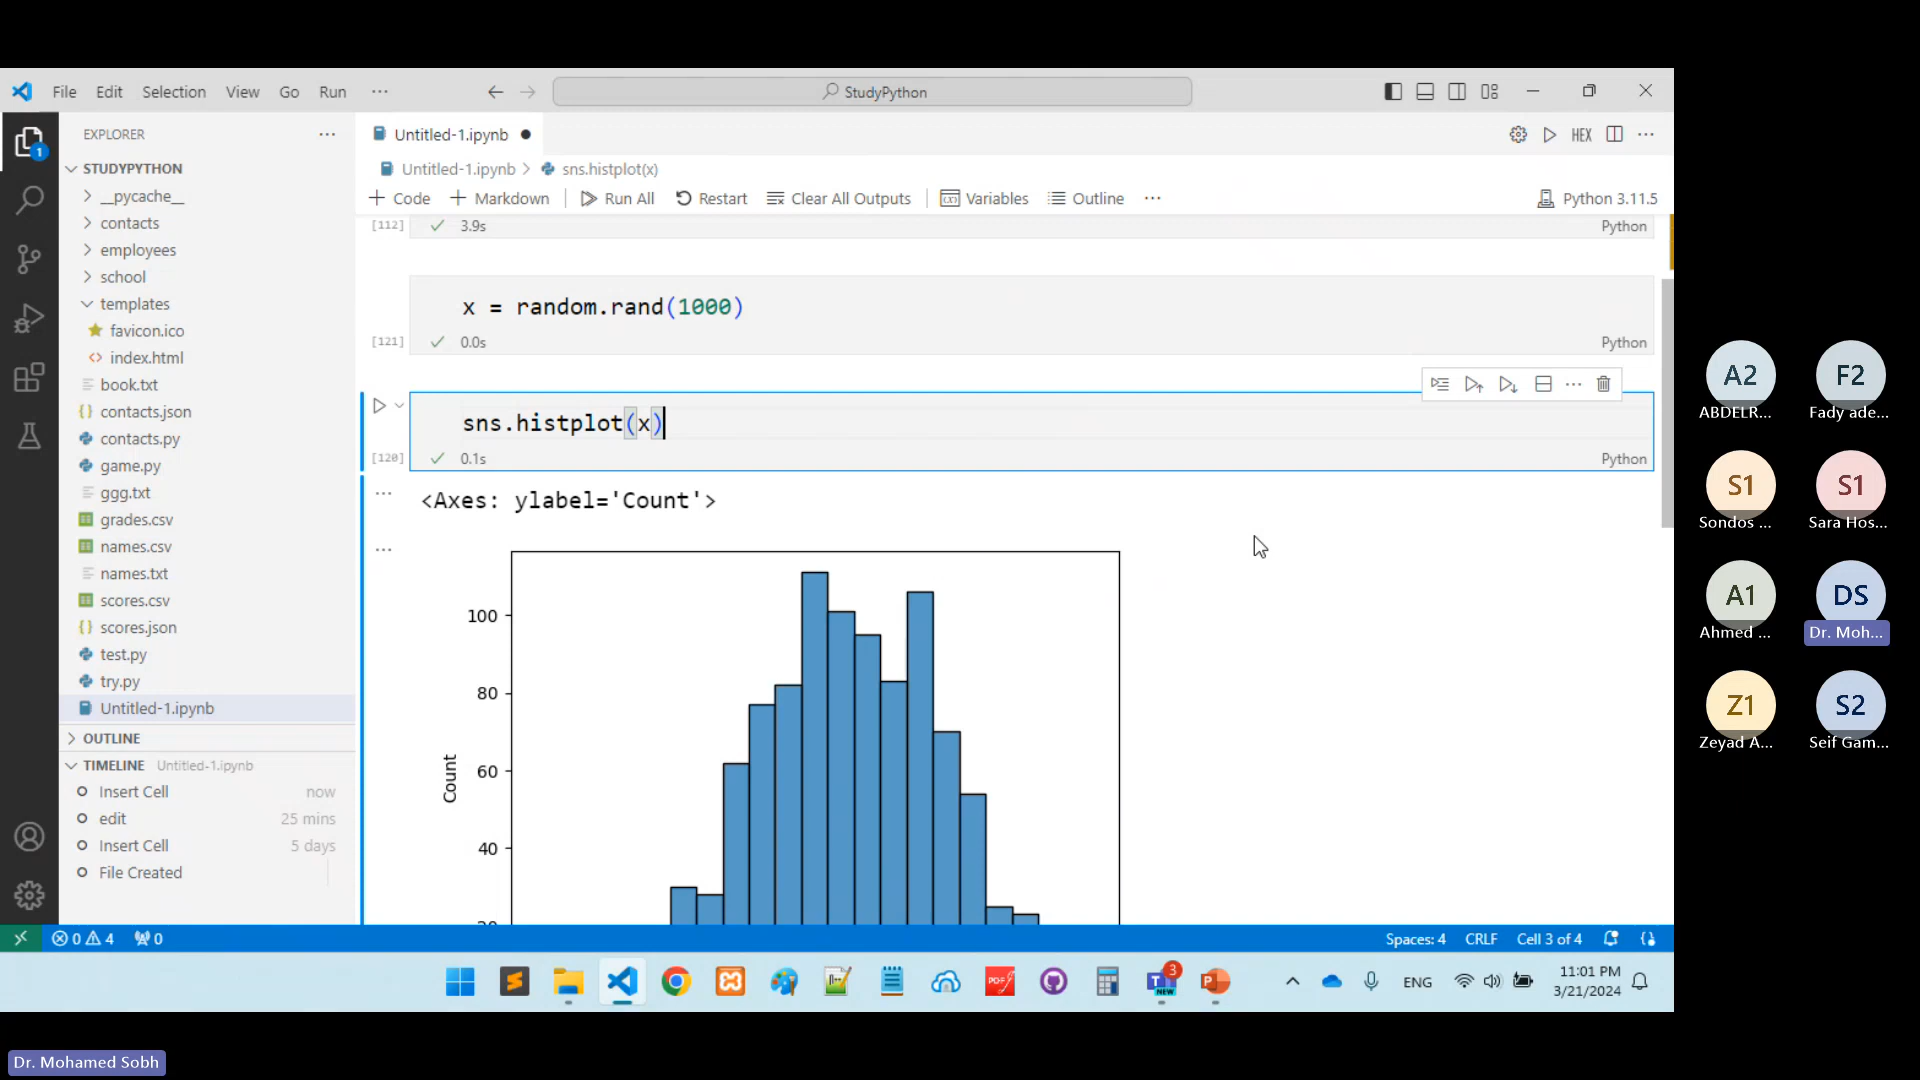 File Edit Selection View Go Run ···
StudyPython
EXPLORER
Untitled-1.ipynb
HEX
STUDYPYTHON
Untitled-1.ipynb > sns.histplot(x)
__pycache__
contacts
employees
school
templates
favicon.ico
index.html
book.txt
contacts.json
contacts.py
game.py
ggg.txt
grades.csv
names.csv
names.txt
scores.csv
scores.json
test.py
try.py
Untitled-1.ipynb
OUTLINE
TIMELINE Untitled-1.ipynb
Insert Cell now
edit 25 mins
Insert Cell 5 days
File Created
+ Code + Markdown Run All Restart Clear All Outputs Variables Outline ··· Python 3.11.5
[112] 3.9s Python
x = random.rand(1000)
[121] 0.0s Python
sns.histplot(x)
[120] 0.1s Python
<Axes: ylabel='Count'>
100
80
60
40
Count
0 4 0
Spaces: 4 CRLF Cell 3 of 4
1
3
NEW
PDF
ENG
11:01 PM
3/21/2024
A2
ABDELR...
F2
Fady ade...
S1
Sondos ...
S1
Sara Hos...
A1
Ahmed ...
DS
Dr. Moh...
Z1
Zeyad A...
S2
Seif Gam...
Dr. Mohamed Sobh